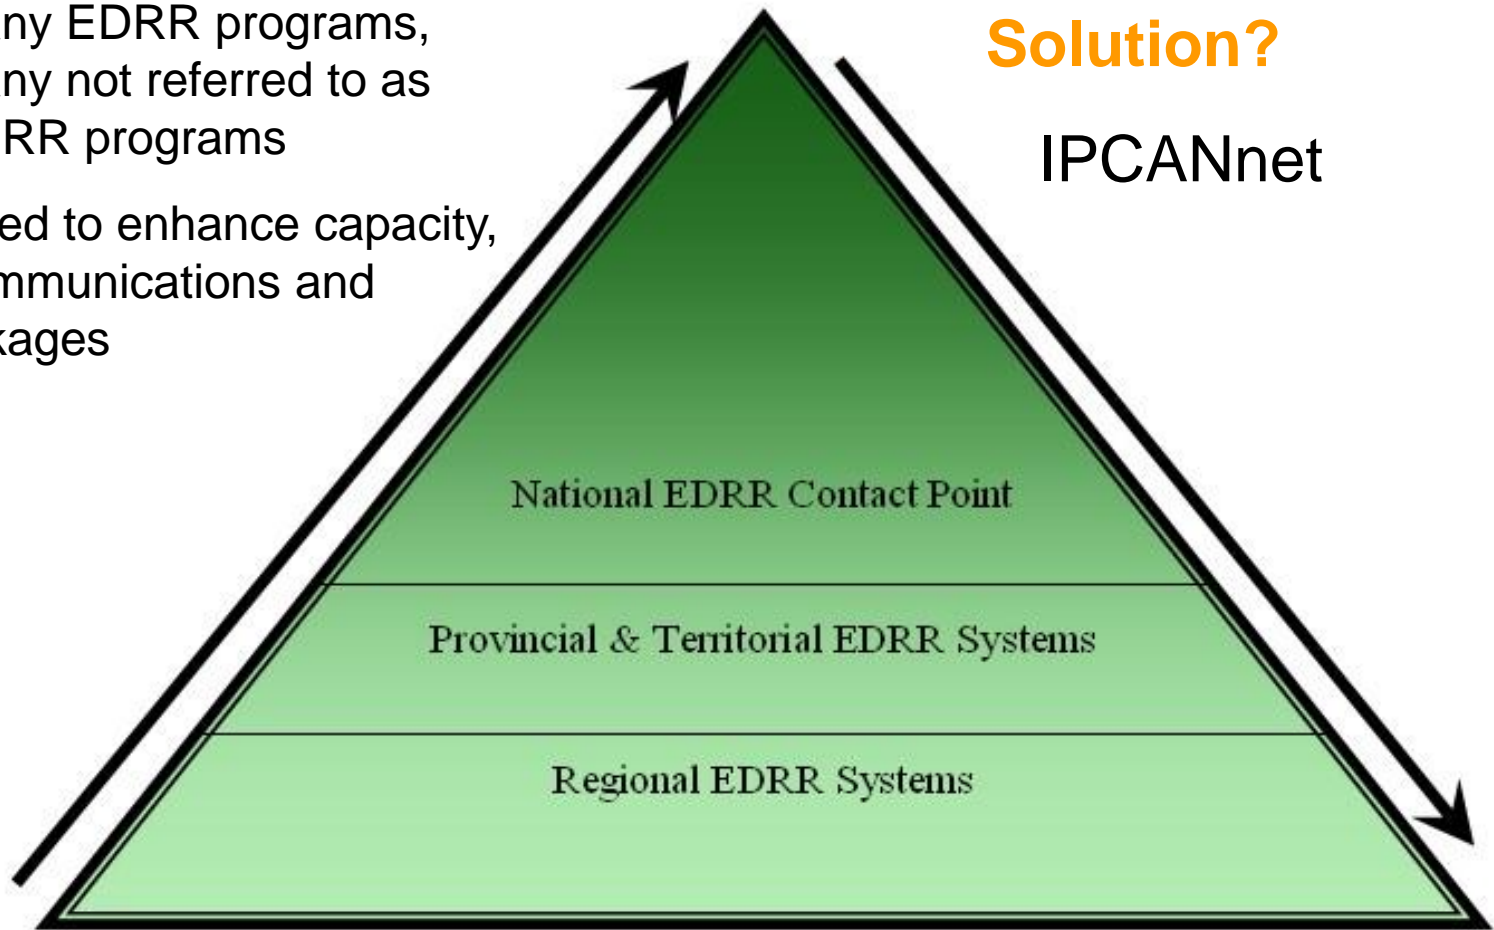 ny EDRR programs,
ny not referred to as
RR programs
ed to enhance capacity,
mmunications and
kages
Solution?
IPCANnet
National EDRR Contact Point
Provincial & Territorial EDRR Systems
Regional EDRR Systems